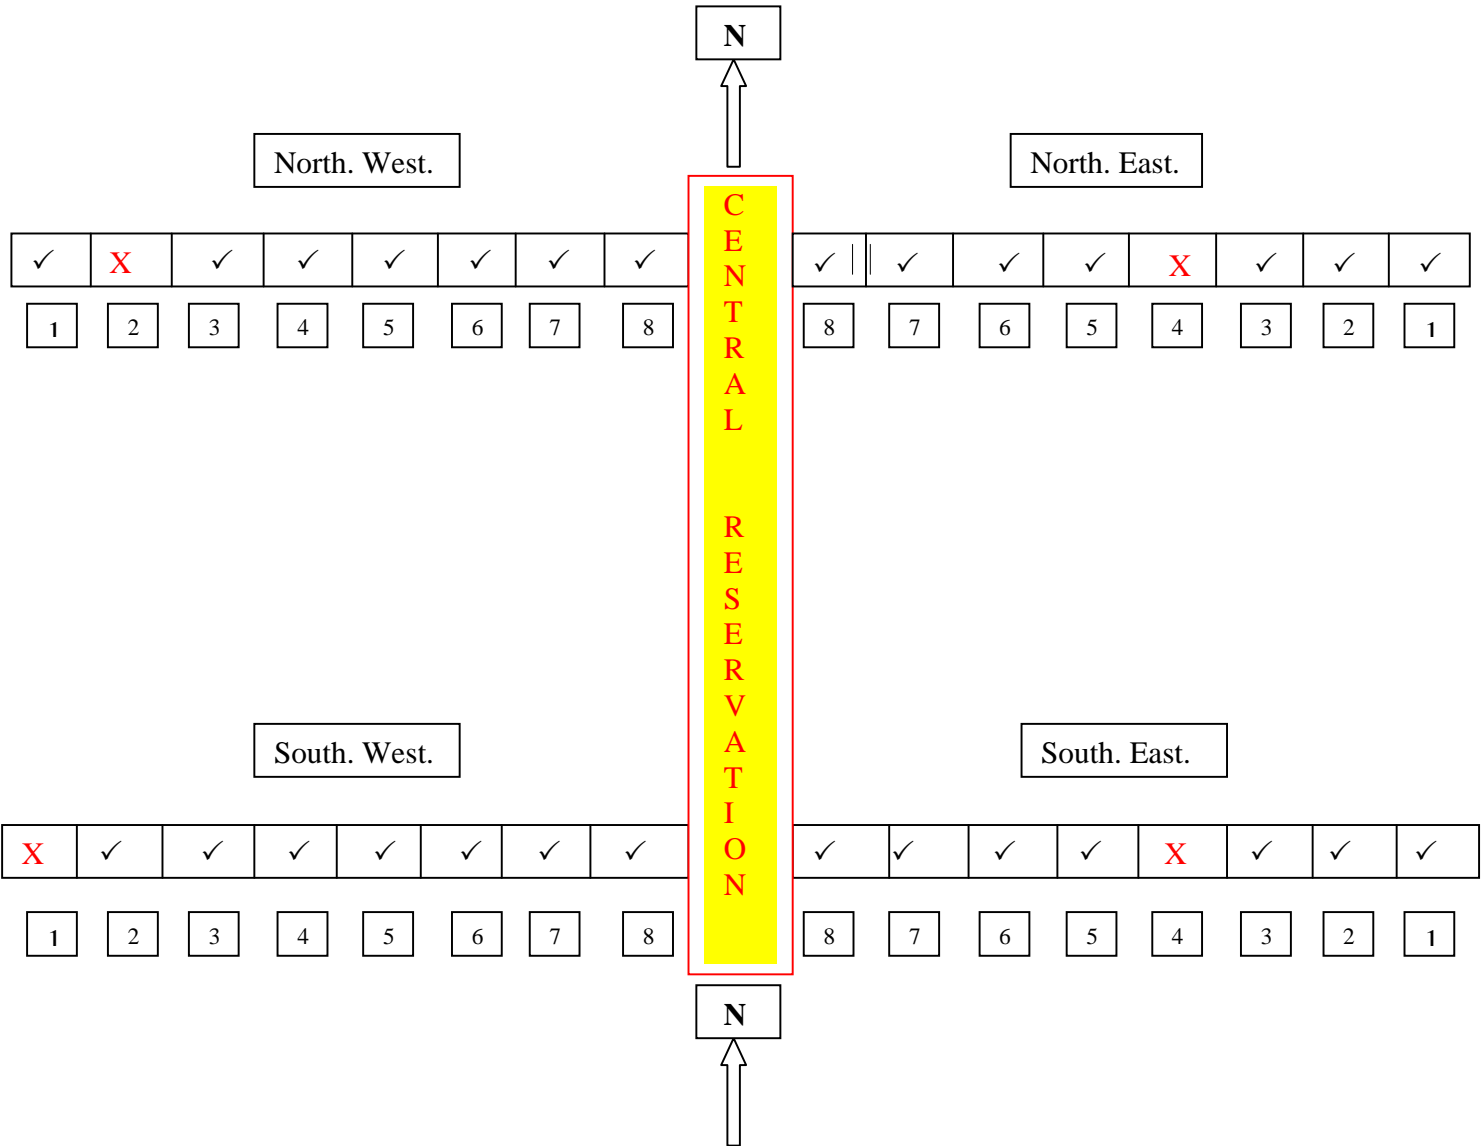 N
North. West.
North. East.
✓ X ✓ ✓ ✓ ✓ ✓ ✓
✓ ✓ ✓ ✓ X ✓ ✓ ✓
1 2 3 4 5 6 7 8
8 7 6 5 4 3 2 1
CENTRAL
RESERVATION
South. West.
South. East.
X ✓ ✓ ✓ ✓ ✓ ✓ ✓
✓ ✓ ✓ ✓ X ✓ ✓ ✓
1 2 3 4 5 6 7 8
8 7 6 5 4 3 2 1
N